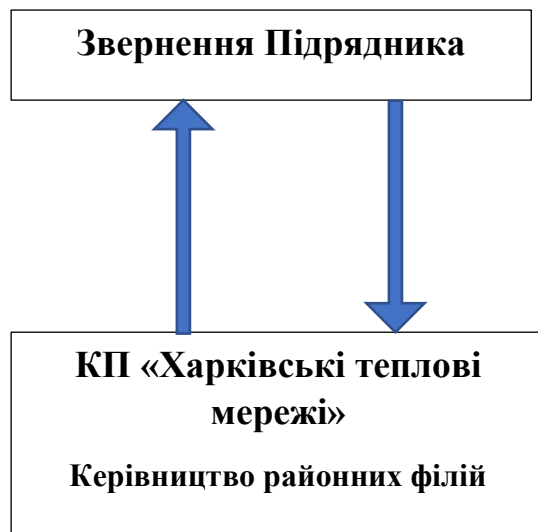 Звернення Підрядника
КП «Харківські теплові
мережі»
Керівництво районних філій